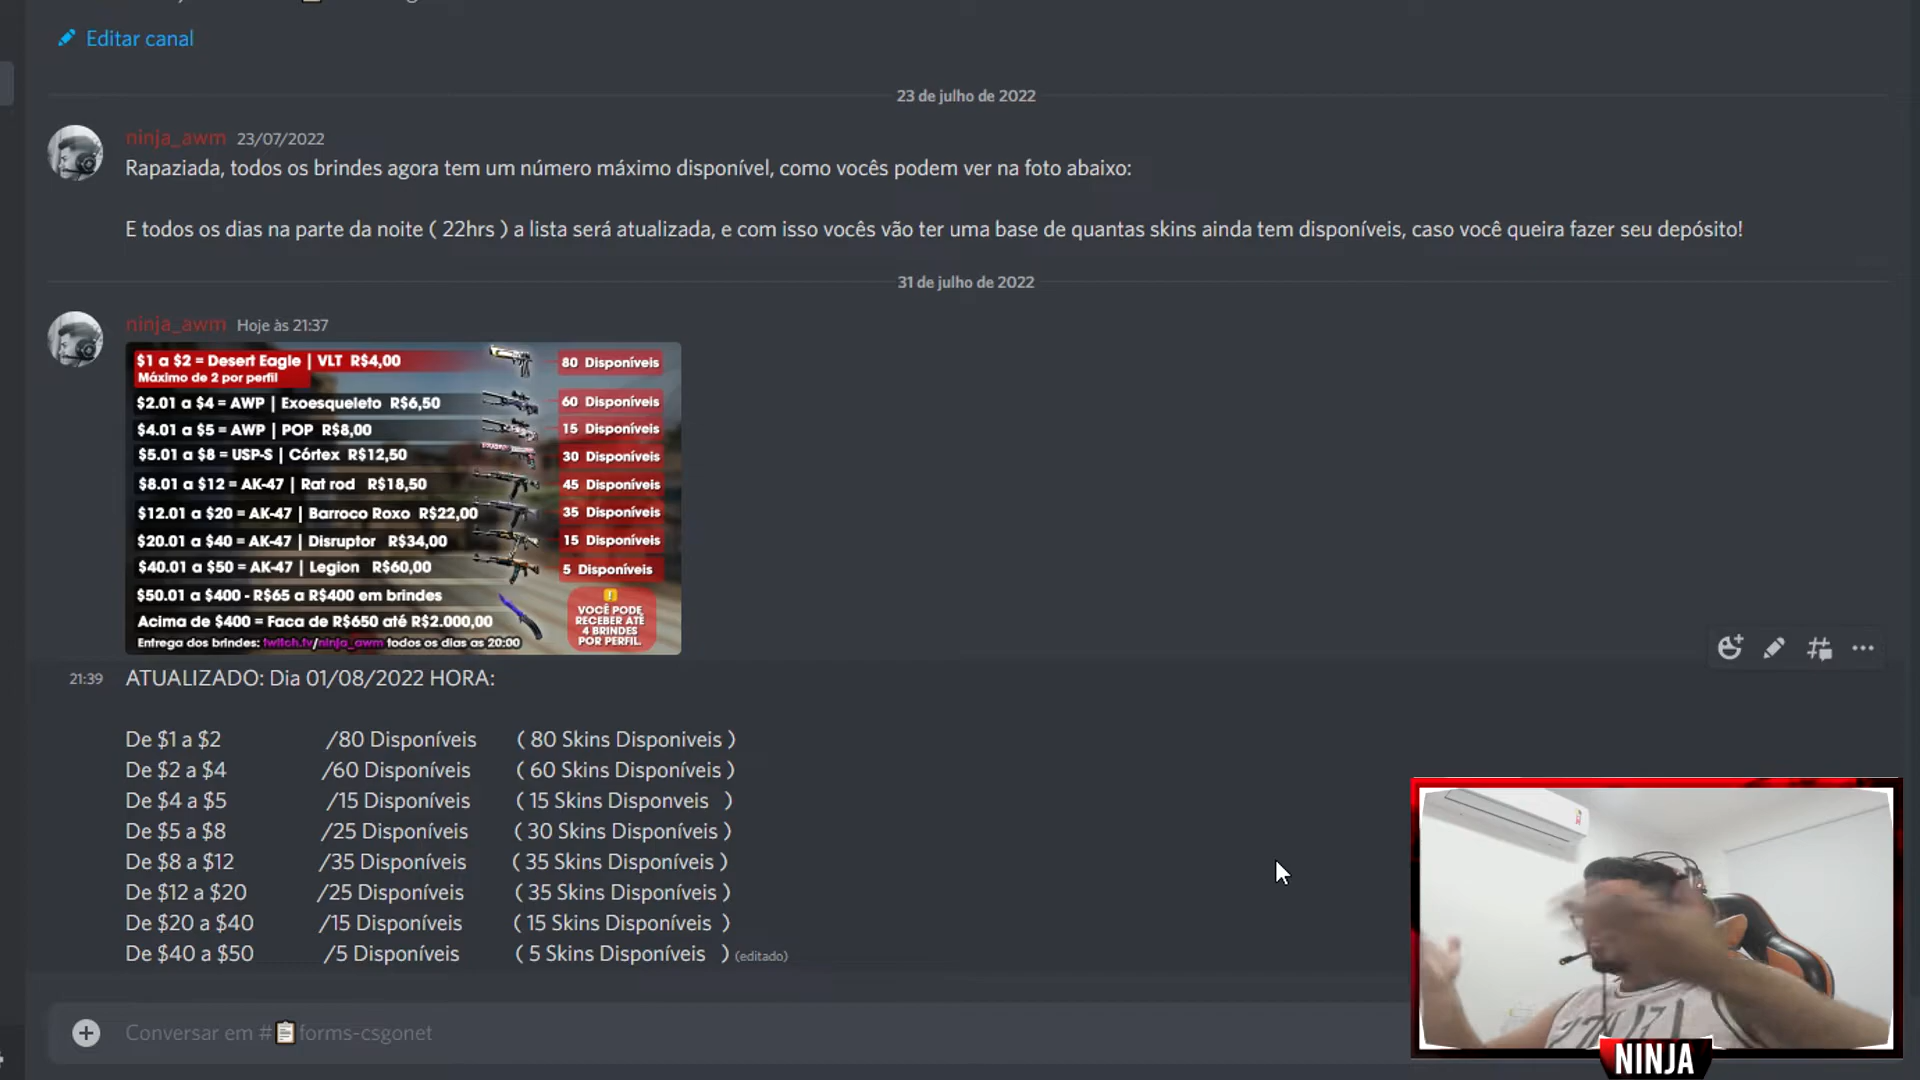 Editar canal
23 de julho de 2022
ninja_awm 23/07/2022
Rapaziada, todos os brindes agora tem um número máximo disponível, como vocês podem ver na foto abaixo:
E todos os dias na parte da noite ( 22hrs ) a lista será atualizada, e com isso vocês vão ter uma base de quantas skins ainda tem disponíveis, caso você queira fazer seu depósito!
31 de julho de 2022
ninja_awm Hoje às 21:37
$1 a $2 = Desert Eagle | VLT R$4,00 80 Disponíveis
Máximo de 2 por perfil
$2.01 a $4 = AWP | Exoesqueleto R$6,50 60 Disponíveis
$4.01 a $5 = AWP | POP R$8,00 15 Disponíveis
$5.01 a $8 = USP-S | Córtex R$12,50 30 Disponíveis
$8.01 a $12 = AK-47 | Rat rod R$18,50 45 Disponíveis
$12.01 a $20 = AK-47 | Barroco Roxo R$22,00 35 Disponíveis
$20.01 a $40 = AK-47 | Disruptor R$34,00 15 Disponíveis
$40.01 a $50 = AK-47 | Legion R$60,00 5 Disponíveis
$50.01 a $400 - R$65 a R$400 em brindes
Acima de $400 = Faca de R$650 até R$2.000,00
Entrega dos brindes: twitch.tv/ninja_awm todos os dias as 20:00
VOCÊ PODE
RECEBER ATÉ
4 BRINDES
POR PERFIL.
21:39 ATUALIZADO: Dia 01/08/2022 HORA:
De $1 a $2 /80 Disponíveis ( 80 Skins Disponiveis )
De $2 a $4 /60 Disponíveis ( 60 Skins Disponíveis )
De $4 a $5 /15 Disponíveis ( 15 Skins Disponveis )
De $5 a $8 /25 Disponíveis ( 30 Skins Disponíveis )
De $8 a $12 /35 Disponíveis ( 35 Skins Disponíveis )
De $12 a $20 /25 Disponíveis ( 35 Skins Disponíveis )
De $20 a $40 /15 Disponíveis ( 15 Skins Disponíveis )
De $40 a $50 /5 Disponíveis ( 5 Skins Disponíveis ) (editado)
Conversar em #📋forms-csgonet
NINJA